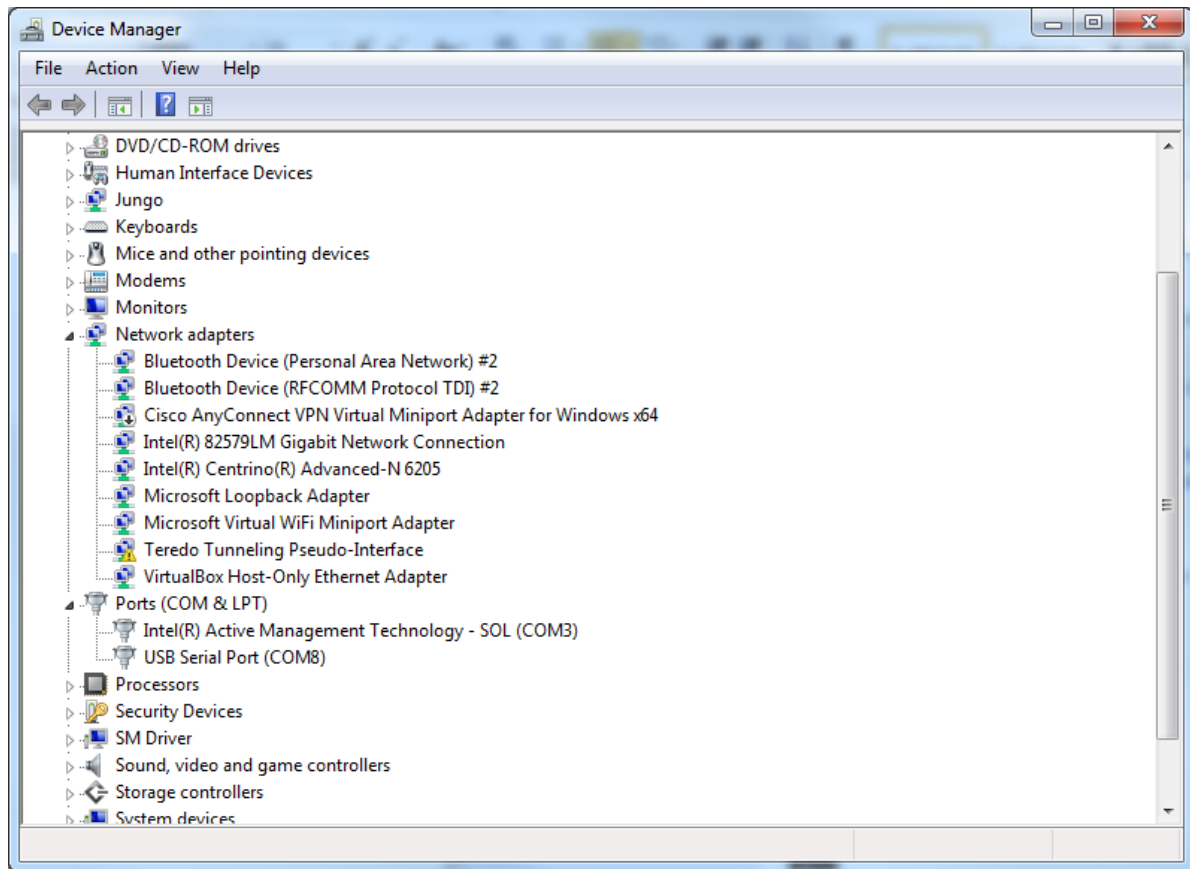 Device Manager
File Action View Help
DVD/CD-ROM drives
Human Interface Devices
Jungo
Keyboards
Mice and other pointing devices
Modems
Monitors
Network adapters
Bluetooth Device (Personal Area Network) #2
Bluetooth Device (RFCOMM Protocol TDI) #2
Cisco AnyConnect VPN Virtual Miniport Adapter for Windows x64
Intel(R) 82579LM Gigabit Network Connection
Intel(R) Centrino(R) Advanced-N 6205
Microsoft Loopback Adapter
Microsoft Virtual WiFi Miniport Adapter
Teredo Tunneling Pseudo-Interface
VirtualBox Host-Only Ethernet Adapter
Ports (COM & LPT)
Intel(R) Active Management Technology - SOL (COM3)
USB Serial Port (COM8)
Processors
Security Devices
SM Driver
Sound, video and game controllers
Storage controllers
System devices